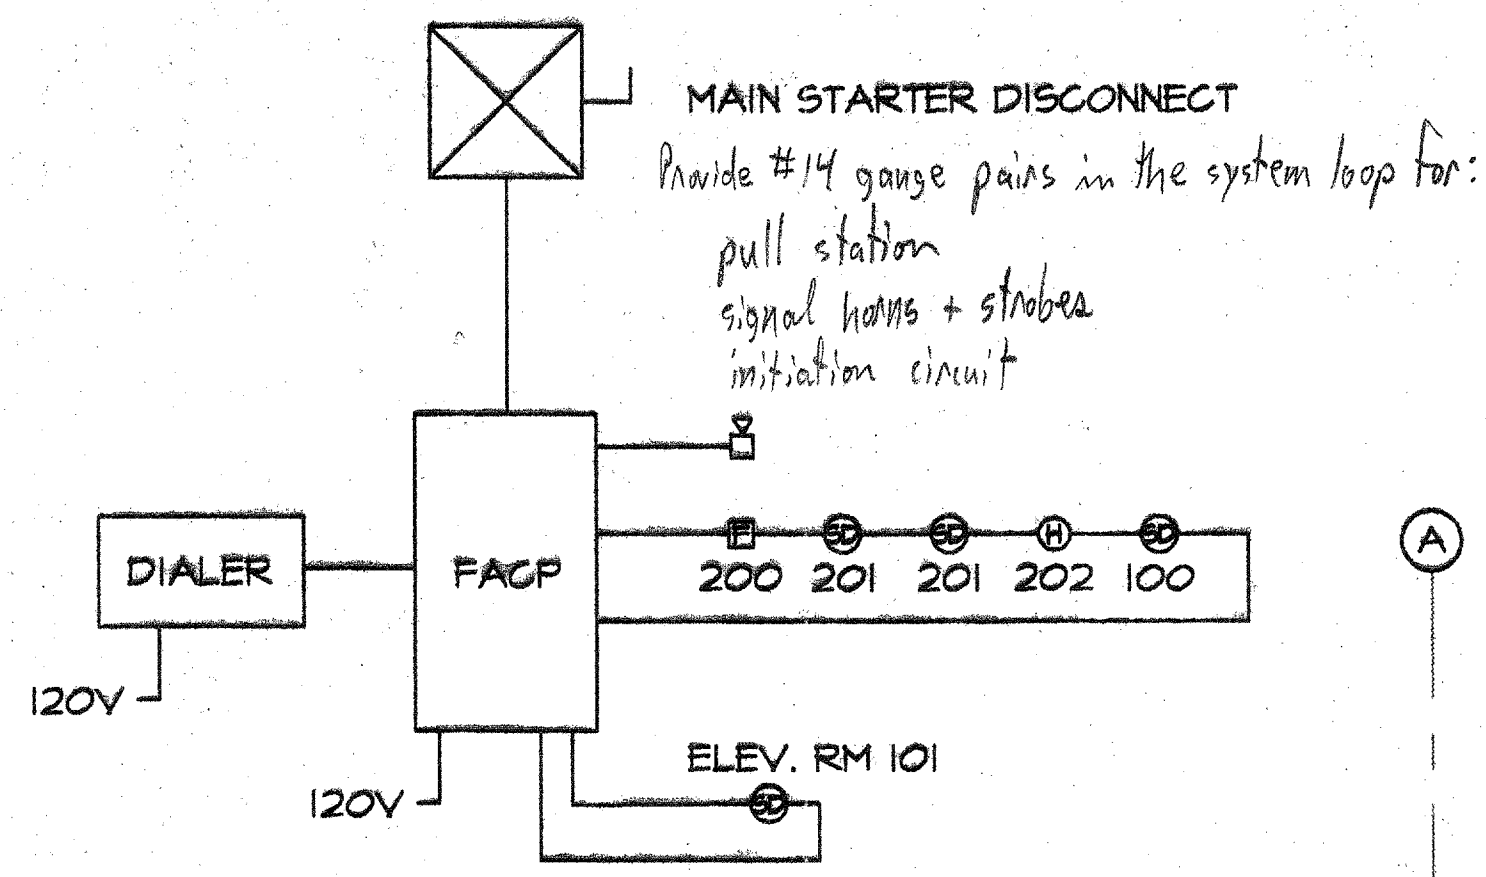 MAIN STARTER DISCONNECT
Provide #14 gauge pairs in the system loop for:
pull station
signal horns + strobes
initiation circuit
F SD SD H SD
A
DIALER
FACP
200 201 201 202 100
120V
ELEV. RM 101
120V
SD